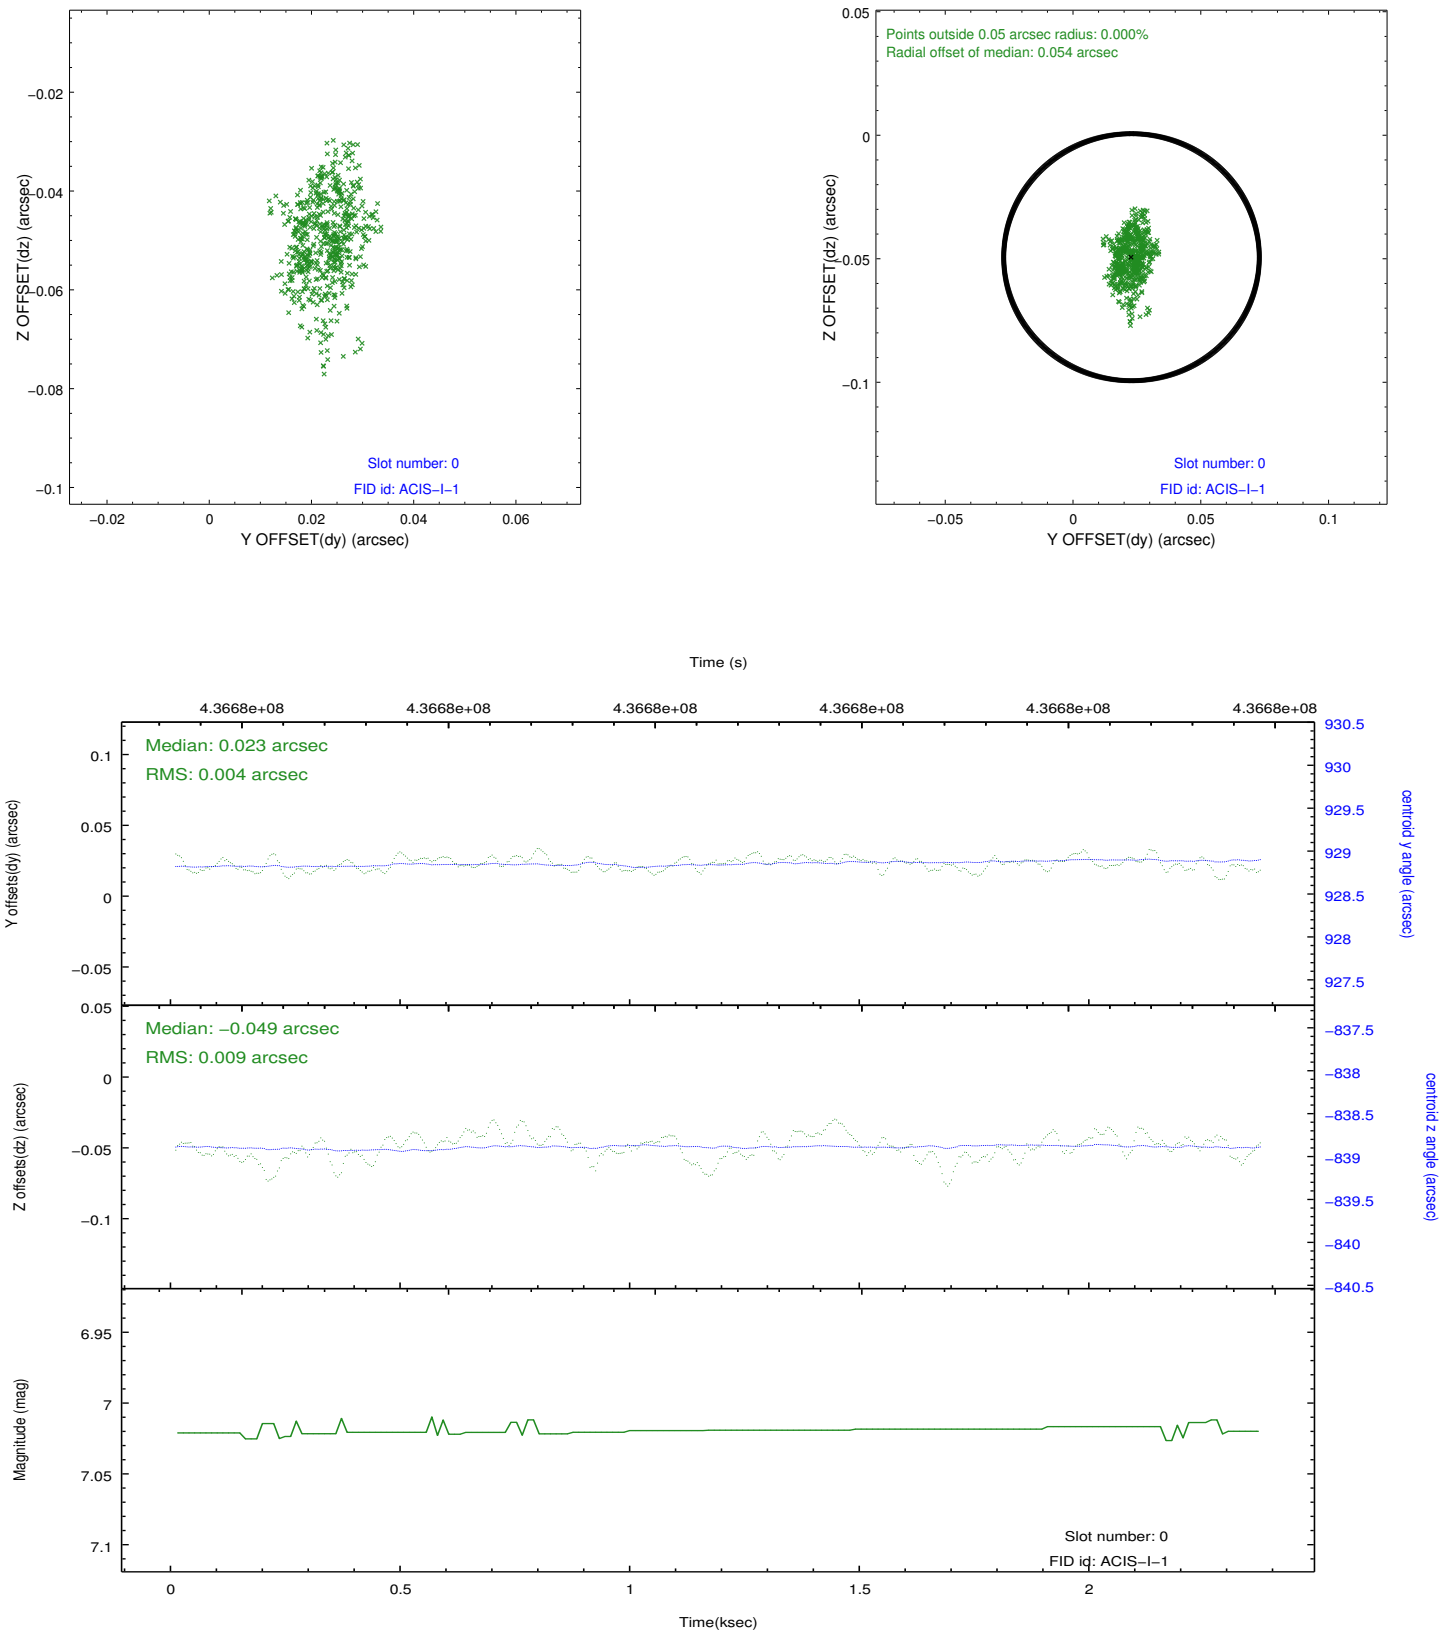 −0.02
−0.04
−0.06
−0.08
−0.1
Z OFFSET(dz) (arcsec)
Slot number: 0
FID id: ACIS−I−1
−0.02 0 0.02 0.04 0.06
Y OFFSET(dy) (arcsec)
0.05
0
−0.05
−0.1
Z OFFSET(dz) (arcsec)
Points outside 0.05 arcsec radius: 0.000%
Radial offset of median: 0.054 arcsec
Slot number: 0
FID id: ACIS−I−1
−0.05 0 0.05 0.1
Y OFFSET(dy) (arcsec)
Time (s)
4.3668e+08 4.3668e+08 4.3668e+08 4.3668e+08 4.3668e+08 4.3668e+08
Median: 0.023 arcsec
RMS: 0.004 arcsec
0.1
0.05
0
−0.05
Y offsets(dy) (arcsec)
930.5
930
929.5
929
928.5
928
927.5
centroid y angle (arcsec)
Median: −0.049 arcsec
RMS: 0.009 arcsec
0.05
0
−0.05
−0.1
Z offsets(dz) (arcsec)
−837.5
−838
−838.5
−839
−839.5
−840
−840.5
centroid z angle (arcsec)
6.95
7
7.05
7.1
Magnitude (mag)
Slot number: 0
FID id: ACIS−I−1
0 0.5 1 1.5 2
Time(ksec)